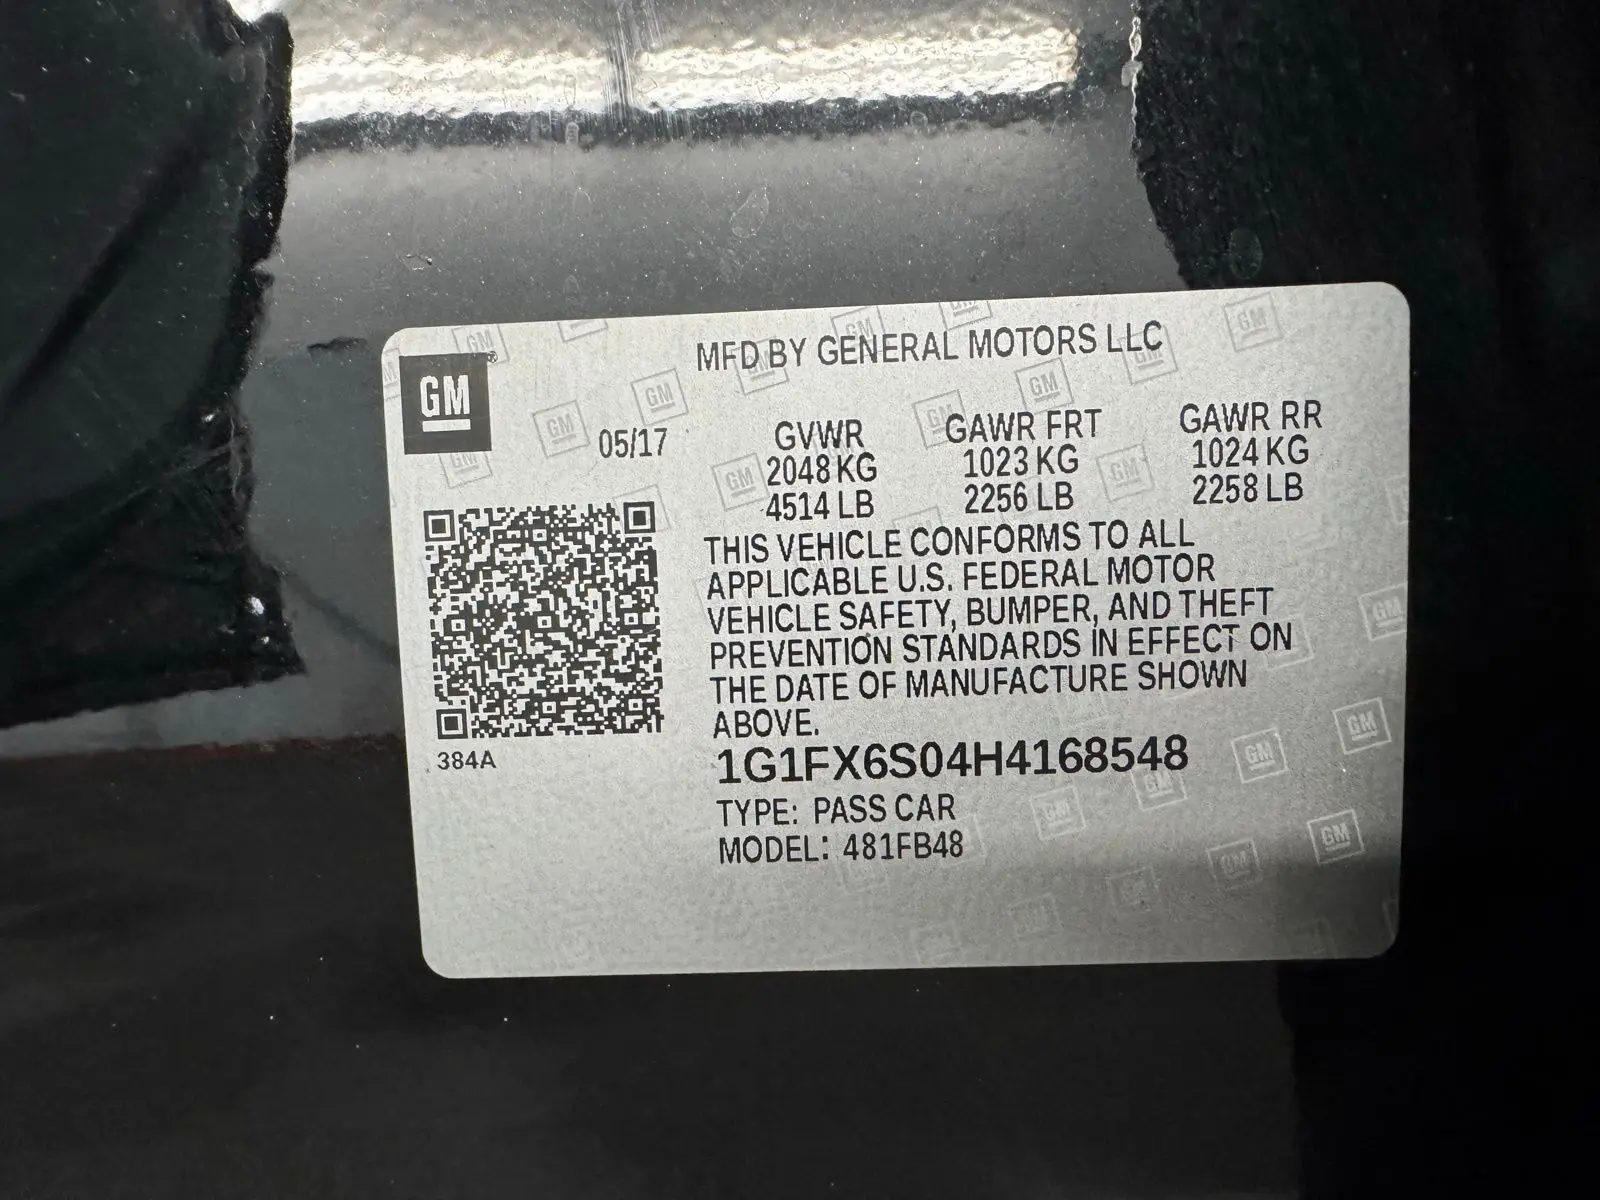 MFD BY GENERAL MOTORS LLC
GM®
05/17
GVWR
2048 KG
4514 LB
GAWR FRT
1023 KG
2256 LB
GAWR RR
1024 KG
2258 LB
THIS VEHICLE CONFORMS TO ALL
APPLICABLE U.S. FEDERAL MOTOR
VEHICLE SAFETY, BUMPER, AND THEFT
PREVENTION STANDARDS IN EFFECT ON
THE DATE OF MANUFACTURE SHOWN
ABOVE.
384A
1G1FX6S04H4168548
TYPE: PASS CAR
MODEL: 481FB48